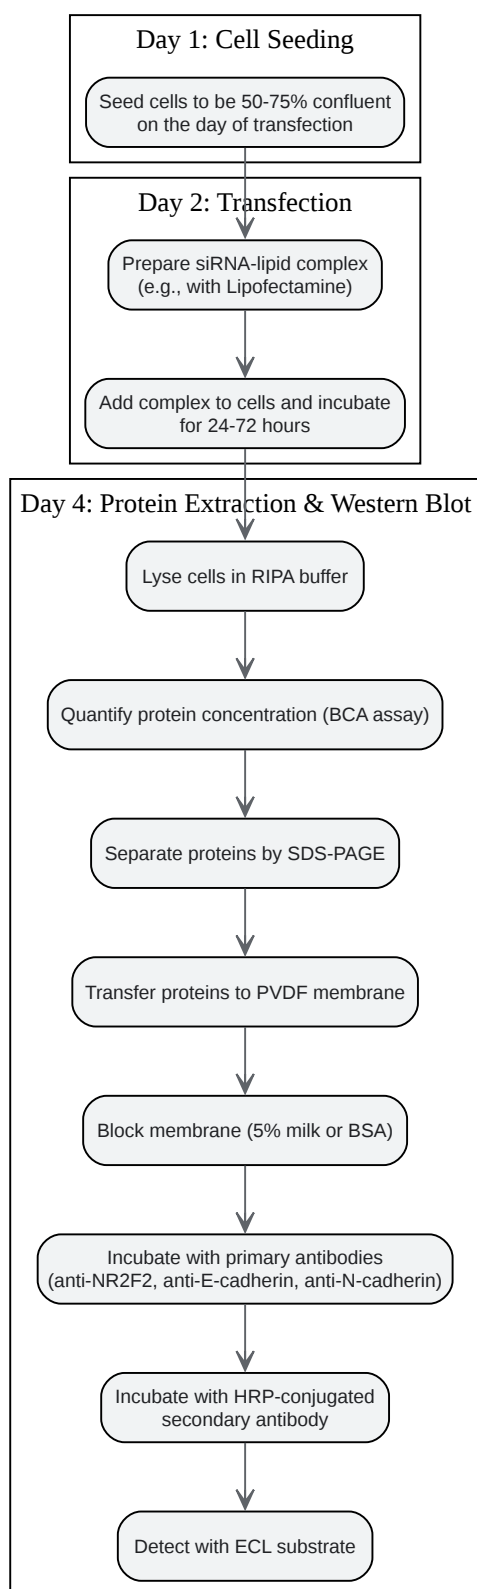 Day 1: Cell Seeding
Seed cells to be 50-75% confluent
on the day of transfection
Day 2: Transfection
Prepare siRNA-lipid complex
(e.g., with Lipofectamine)
Add complex to cells and incubate
for 24-72 hours
Day 4: Protein Extraction & Western Blot
Lyse cells in RIPA buffer
Quantify protein concentration (BCA assay)
Separate proteins by SDS-PAGE
Transfer proteins to PVDF membrane
Block membrane (5% milk or BSA)
Incubate with primary antibodies
(anti-NR2F2, anti-E-cadherin, anti-N-cadherin)
Incubate with HRP-conjugated
secondary antibody
Detect with ECL substrate